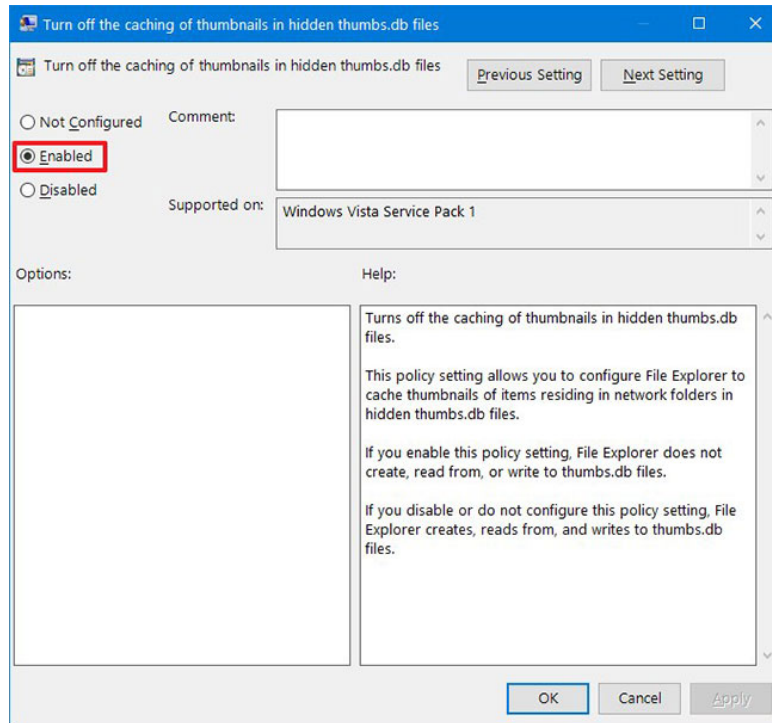 Turn off the caching of thumbnails in hidden thumbs.db files
Turn off the caching of thumbnails in hidden thumbs.db files
Previous Setting
Next Setting
Not Configured
Enabled
Disabled
Comment:
Supported on:
Windows Vista Service Pack 1
Options:
Help:
Turns off the caching of thumbnails in hidden thumbs.db
files.
This policy setting allows you to configure File Explorer to
cache thumbnails of items residing in network folders in
hidden thumbs.db files.
If you enable this policy setting, File Explorer does not
create, read from, or write to thumbs.db files.
If you disable or do not configure this policy setting, File
Explorer creates, reads from, and writes to thumbs.db
files.
OK
Cancel
Apply